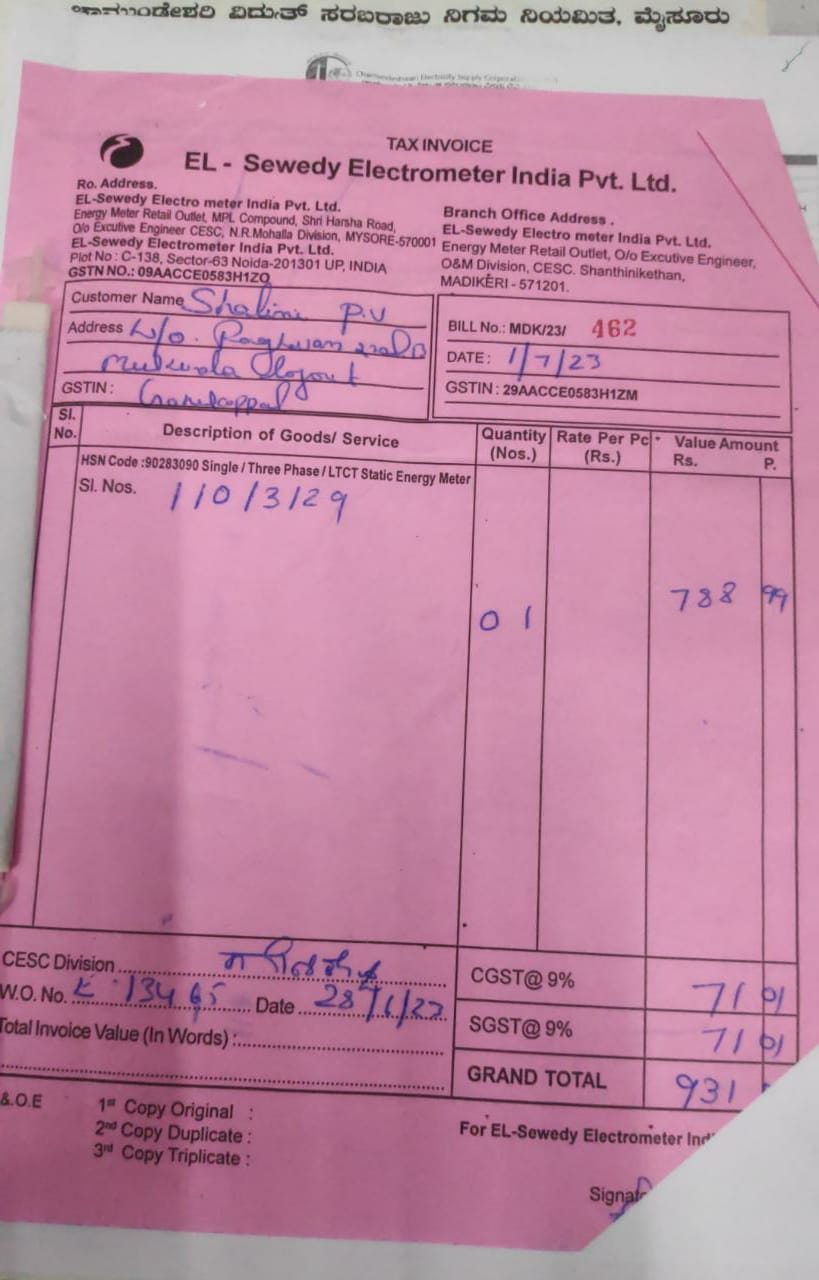 ವಿದ್ಯುತ್ ಸರಬರಾಜು ನಿಗಮ ನಿಯಮಿತ, ಮೈಸೂರು
TAX INVOICE
EL - Sewedy Electrometer India Pvt. Ltd.
Ro. Address.
EL-Sewedy Electro meter India Pvt. Ltd.
Energy Meter Retail Outlet, MPL Compound, Shri Harsha Road,
O/o Excutive Engineer CESC, N.R.Mohalla Division, MYSORE-570001
EL-Sewedy Electrometer India Pvt. Ltd.
Plot No : C-138, Sector-63 Noida-201301 UP, INDIA
GSTN NO.: 09AACCE0583H1ZO
Branch Office Address .
EL-Sewedy Electro meter India Pvt. Ltd.
Energy Meter Retail Outlet, O/o Excutive Engineer,
O&M Division, CESC. Shanthinikethan,
MADIKERI - 571201.
Customer Name Shalini P.V
Address W/o.
GSTIN :
BILL No.: MDK/23/ 462
DATE : 1/7/23
GSTIN : 29AACCE0583H1ZM
Sl. No. Description of Goods/ Service Quantity (Nos.) Rate Per Pc (Rs.) Value Amount Rs. P.
HSN Code :90283090 Single / Three Phase / LTCT Static Energy Meter
Sl. Nos. 110/3/29
01 788 99
CESC Division
CGST@ 9% 71 01
W.O. No. Date
SGST@ 9% 71 01
Total Invoice Value (In Words) :
GRAND TOTAL 931
&.O.E
1st Copy Original :
2nd Copy Duplicate :
3rd Copy Triplicate :
For EL-Sewedy Electrometer